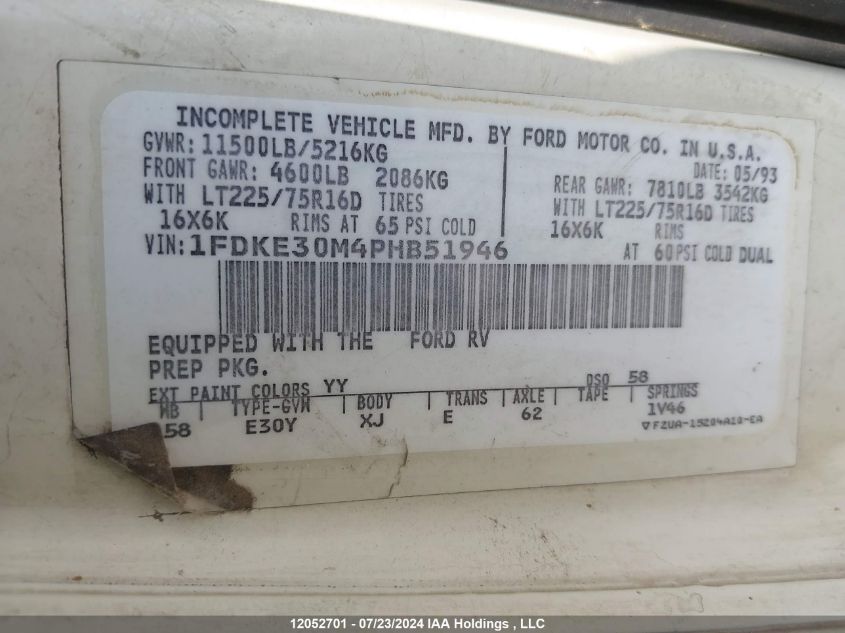 INCOMPLETE VEHICLE MFD. BY FORD MOTOR CO. IN U.S.A.
GVWR: 11500LB/5216KG DATE: 05/93
FRONT GAWR: 4600LB 2086KG REAR GAWR: 7810LB 3542KG
WITH LT225/75R16D TIRES WITH LT225/75R16D TIRES
16X6K RIMS AT 65 PSI COLD 16X6K RIMS
VIN: 1FDKE30M4PHB51946 AT 60PSI COLD DUAL
EQUIPPED WITH THE FORD RV
PREP PKG.
EXT PAINT COLORS YY DSO 58
WB TYPE-GVW BODY TRANS AXLE TAPE SPRINGS
58 E30Y XJ E 62 1V46
F2UA-15204A10-EA
12052701 - 07/23/2024 IAA Holdings , LLC